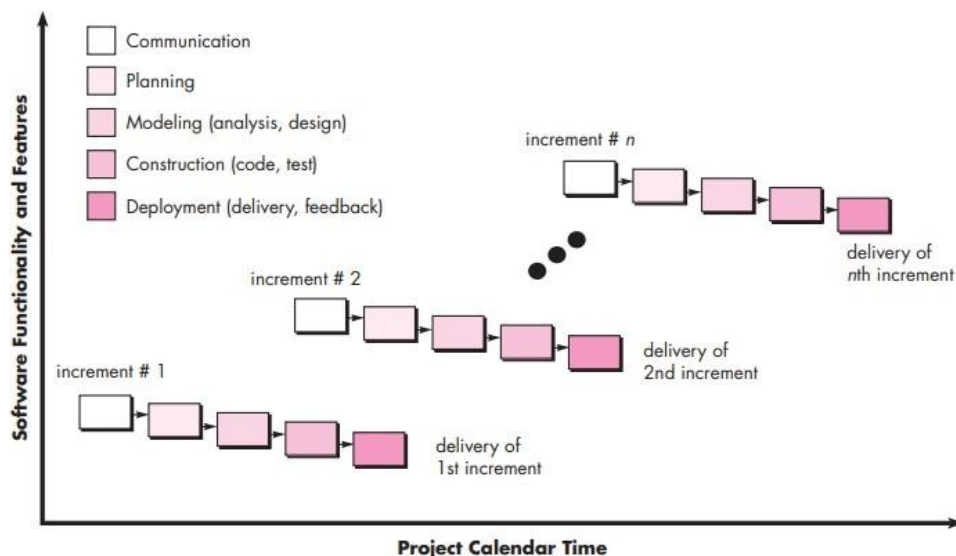 Software Functionality and Features
Communication
Planning
Modeling (analysis, design)
Construction (code, test)
Deployment (delivery, feedback)
increment # n
delivery of
nth increment
increment # 2
delivery of
2nd increment
increment # 1
delivery of
1st increment
Project Calendar Time